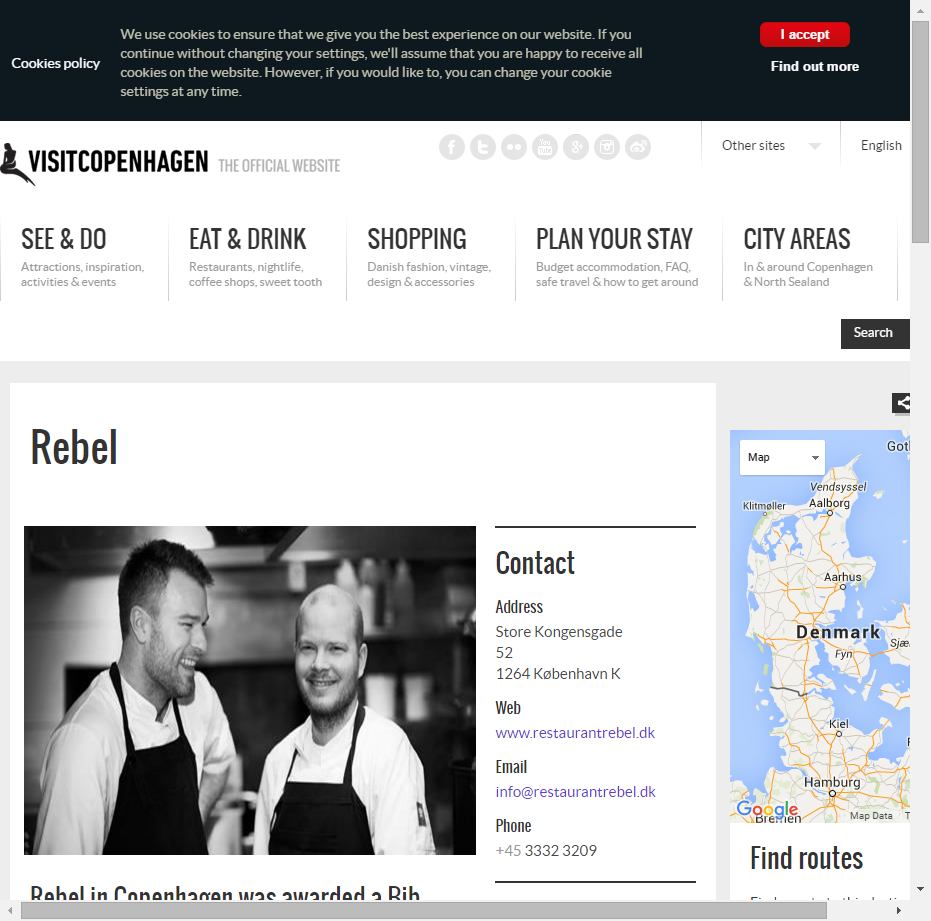 Cookies policy
We use cookies to ensure that we give you the best experience on our website. If you
continue without changing your settings, we'll assume that you are happy to receive all
cookies on the website. However, if you would like to, you can change your cookie
settings at any time.
I accept
Find out more
VISITCOPENHAGEN THE OFFICIAL WEBSITE
Other sites
English
SEE & DO
Attractions, inspiration,
activities & events
EAT & DRINK
Restaurants, nightlife,
coffee shops, sweet tooth
SHOPPING
Danish fashion, vintage,
design & accessories
PLAN YOUR STAY
Budget accommodation, FAQ,
safe travel & how to get around
CITY AREAS
In & around Copenhagen
& North Sealand
Search
Rebel
Contact
Address
Store Kongensgade
52
1264 København K
Web
www.restaurantrebel.dk
Email
info@restaurantrebel.dk
Phone
+45 3332 3209
Rebel in Copenhagen was awarded a Bib
Map
Vendsyssel
Klitmøller
Aalborg
Aarhus
Denmark
Fyn
Kiel
Hamburg
Google
Bremen
Map Data
Find routes